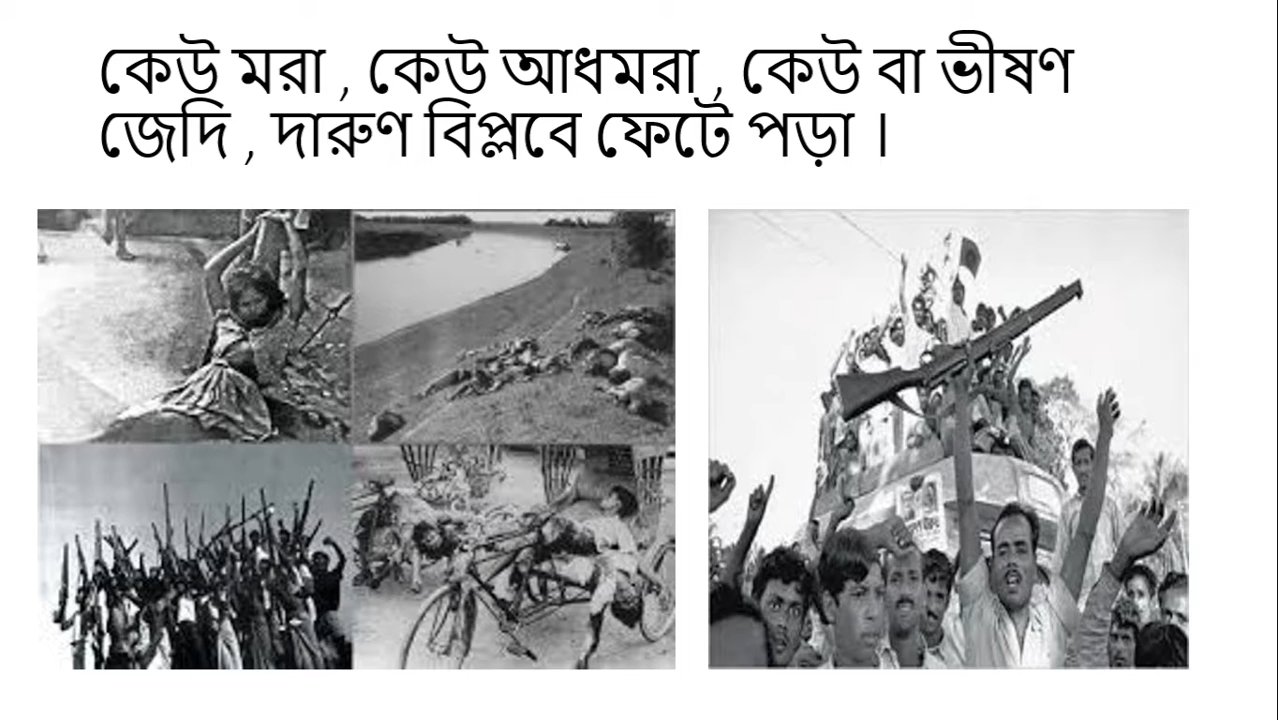 কেউ মরা , কেউ আধমরা , কেউ বা ভীষণ
জেদি , দারুণ বিপ্লবে ফেটে পড়া ।